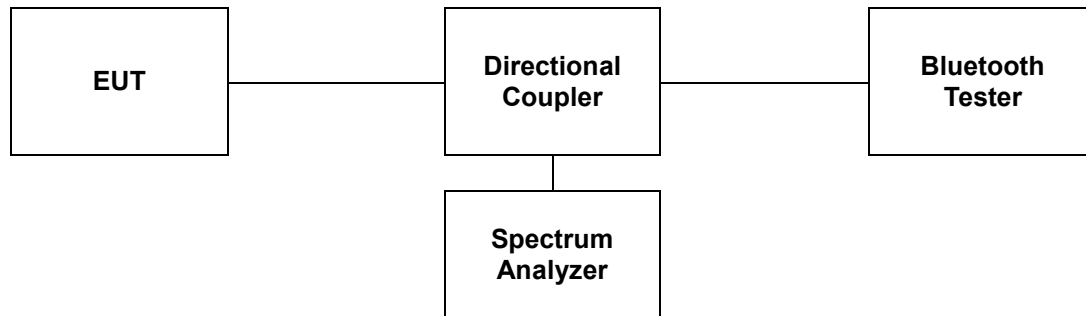 EUT
Directional
Coupler
Bluetooth
Tester
Spectrum
Analyzer